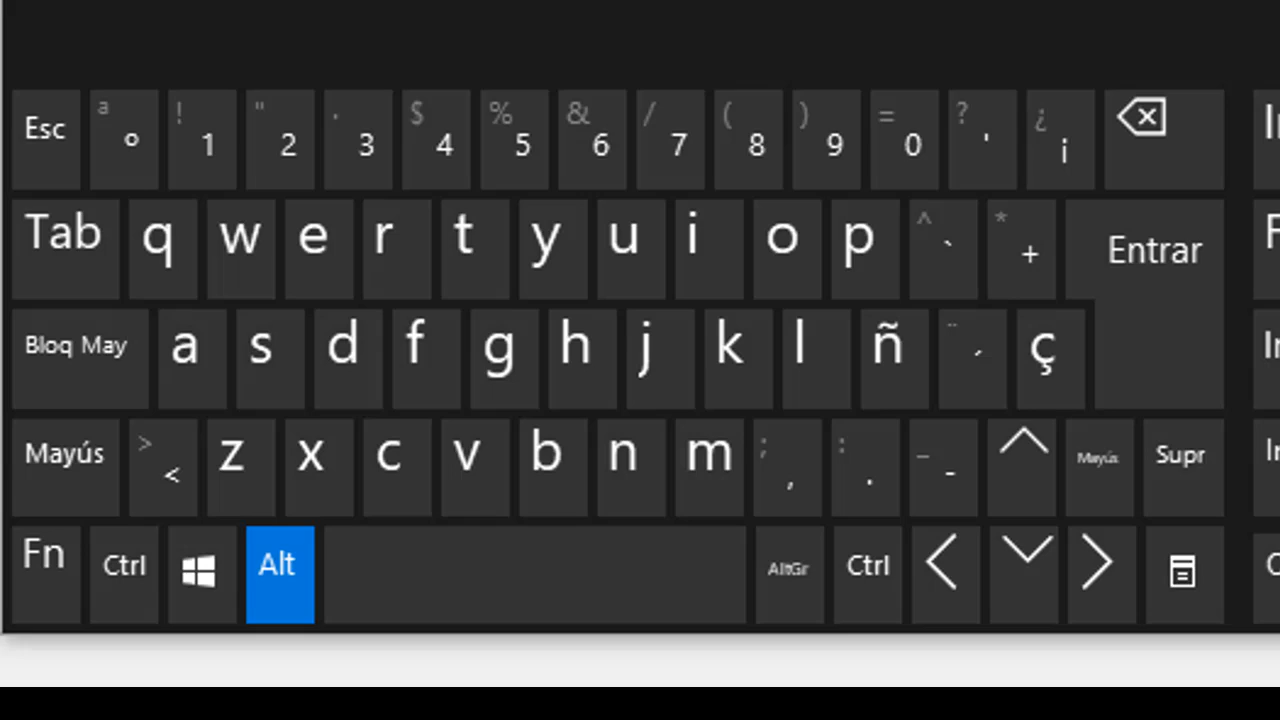 Esc ª º ! 1 " 2 · 3 $ 4 % 5 & 6 / 7 ( 8 ) 9 = 0 ? ' ¿ ¡
Tab q w e r t y u i o p ^ ` * + Entrar
Bloq May a s d f g h j k l ñ ¨ ´ ç
Mayús > < z x c v b n m ; , : . _ - Mayús Supr
Fn Ctrl Alt AltGr Ctrl